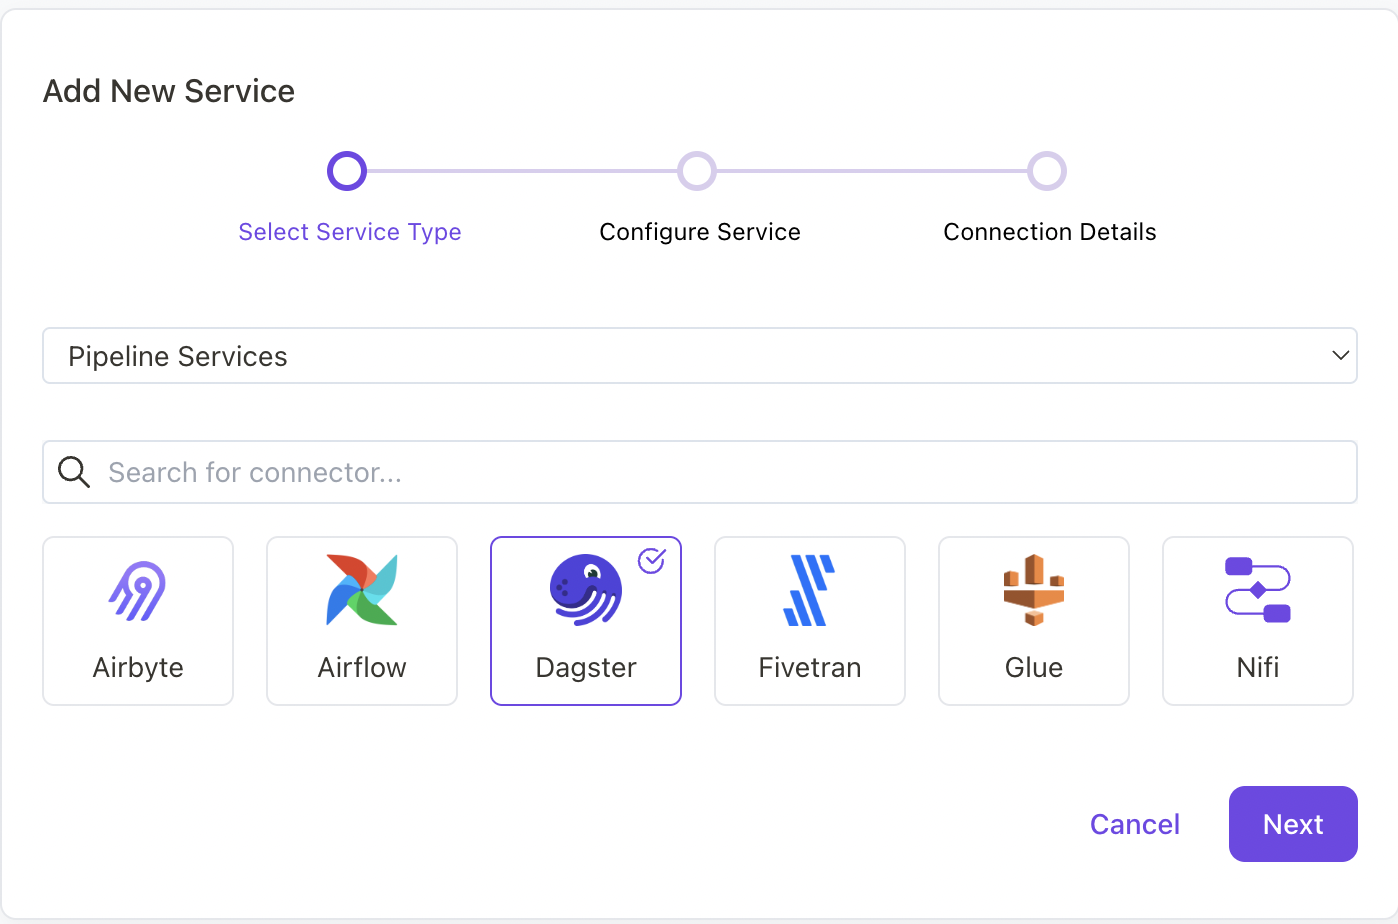 Add New Service
Select Service Type
Configure Service
Connection Details
Pipeline Services
Search for connector...
Airbyte
Airflow
Dagster
Fivetran
Glue
Nifi
Cancel
Next